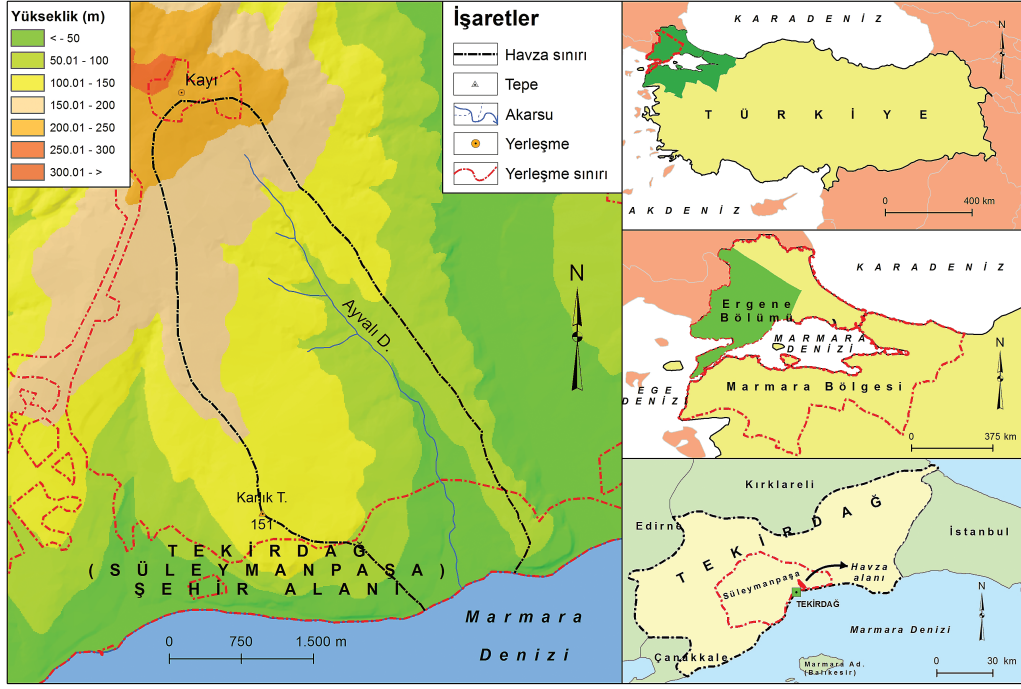 Yükseklik (m)
< - 50
50.01 - 100
100.01 - 150
150.01 - 200
200.01 - 250
250.01 - 300
300.01 - >
Kayı
Ayvalı D.
N
Karlık T.
151
TEKİRDAĞ
(SÜLEYMANPAŞA)
ŞEHİR ALANI
Marmara
Denizi
0 750 1.500 m
İşaretler
Havza sınırı
Tepe
Akarsu
Yerleşme
Yerleşme sınırı
KARADENİZ
N
TÜRKİYE
AKDENİZ
0 400 km
KARADENİZ
Ergene
Bölümü
MARMARA
DENİZİ
N
EGE
DENİZİ
Marmara Bölgesi
0 375 km
Kırklareli
Edirne
TEKİRDAĞ
İstanbul
Süleymanpaşa
Havza
alanı
TEKİRDAĞ
N
Marmara Denizi
Çanakkale
Marmara Ad.
(Balıkesir)
0 30 km